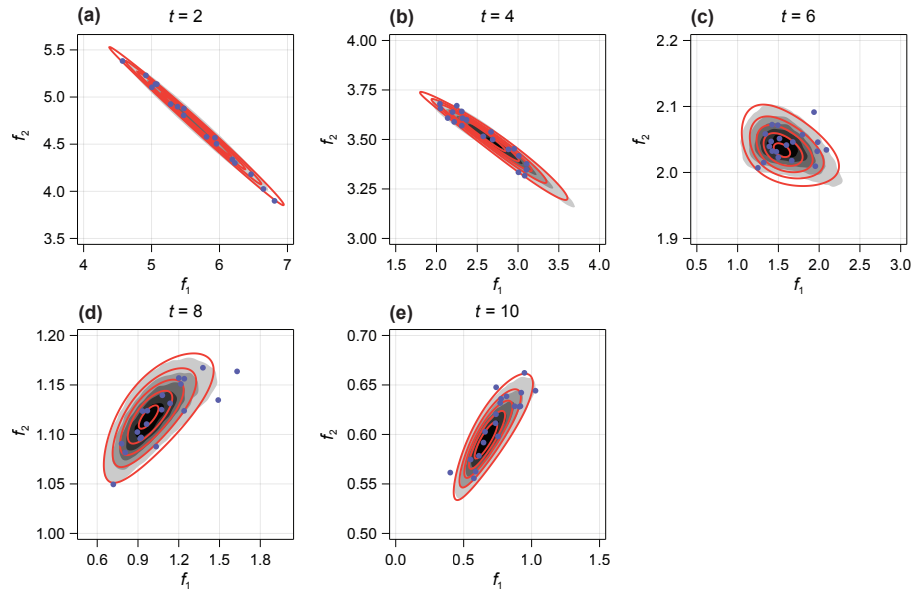 (a) t = 2
5.5
5.0
4.5
4.0
3.5
f2
4 5 6 7
f1
(b) t = 4
4.00
3.75
3.50
3.25
3.00
f2
1.5 2.0 2.5 3.0 3.5 4.0
f1
(c) t = 6
2.2
2.1
2.0
1.9
f2
0.5 1.0 1.5 2.0 2.5 3.0
f1
(d) t = 8
1.20
1.15
1.10
1.05
1.00
f2
0.6 0.9 1.2 1.5 1.8
f1
(e) t = 10
0.70
0.65
0.60
0.55
0.50
f2
0.0 0.5 1.0 1.5
f1